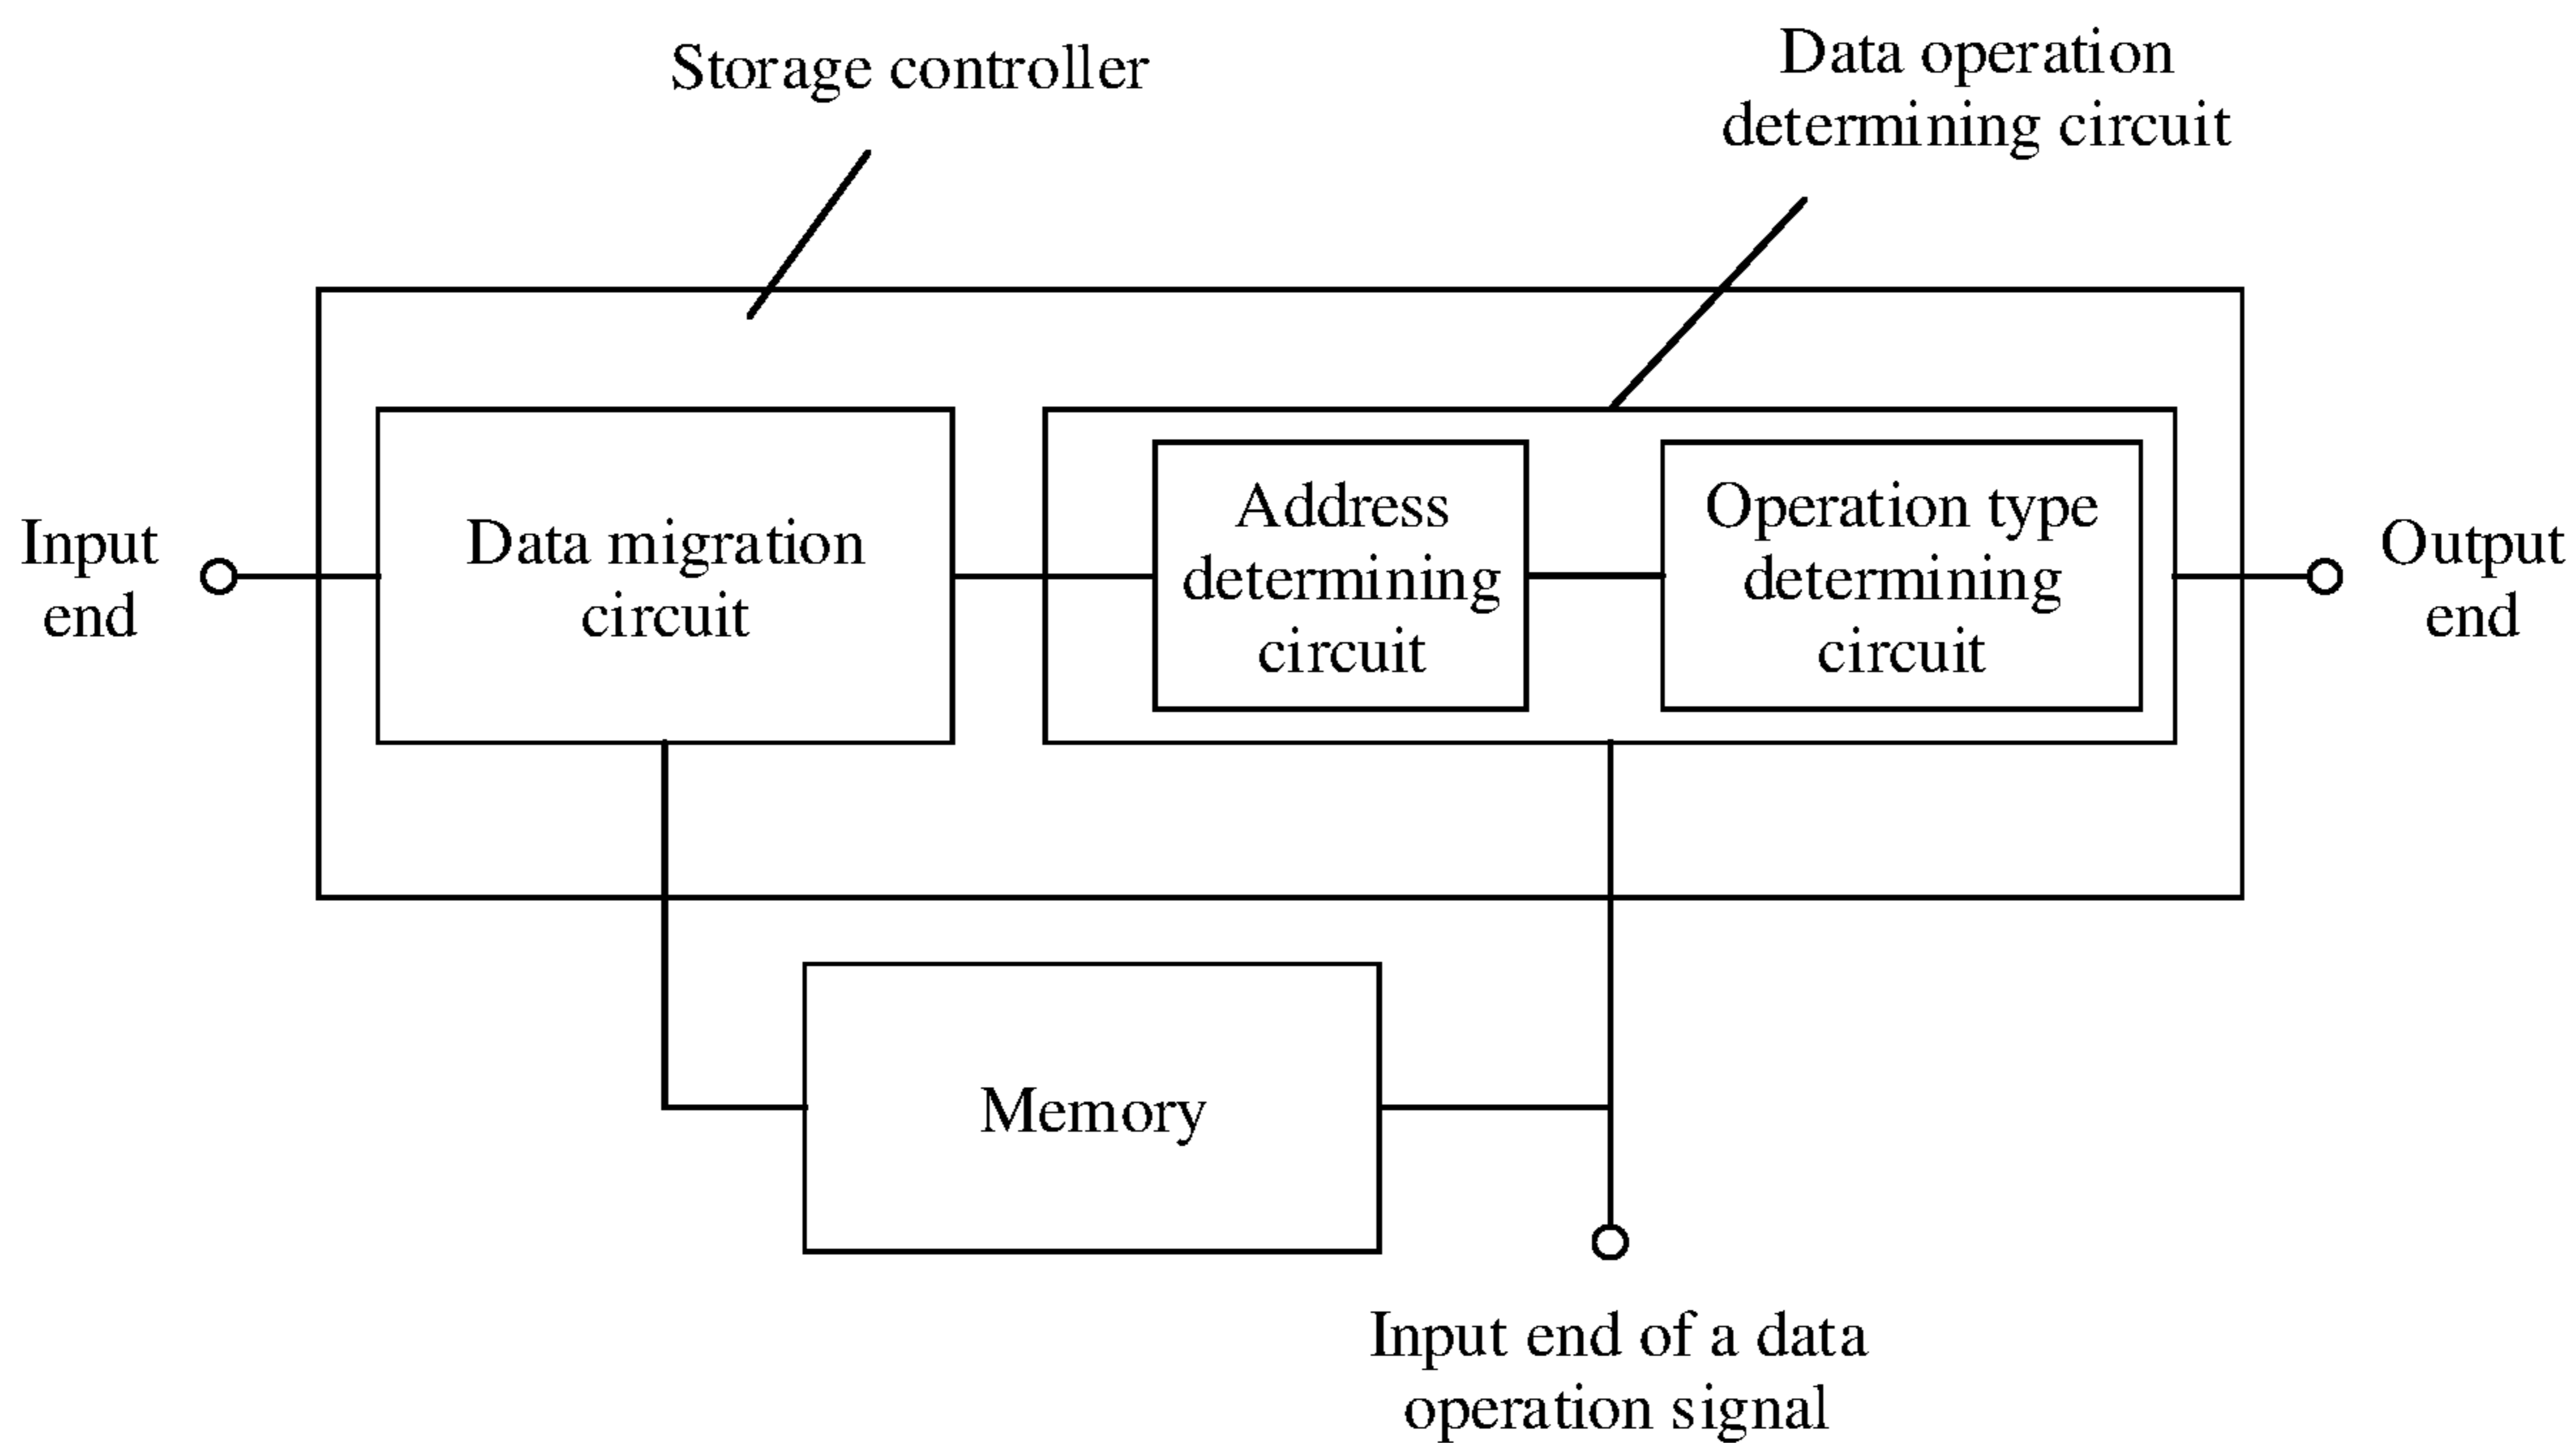 Storage controller
Data operation
determining circuit
Input
end
Data migration
circuit
Address
determining
circuit
Operation type
determining
circuit
Output
end
Memory
Input end of a data
operation signal